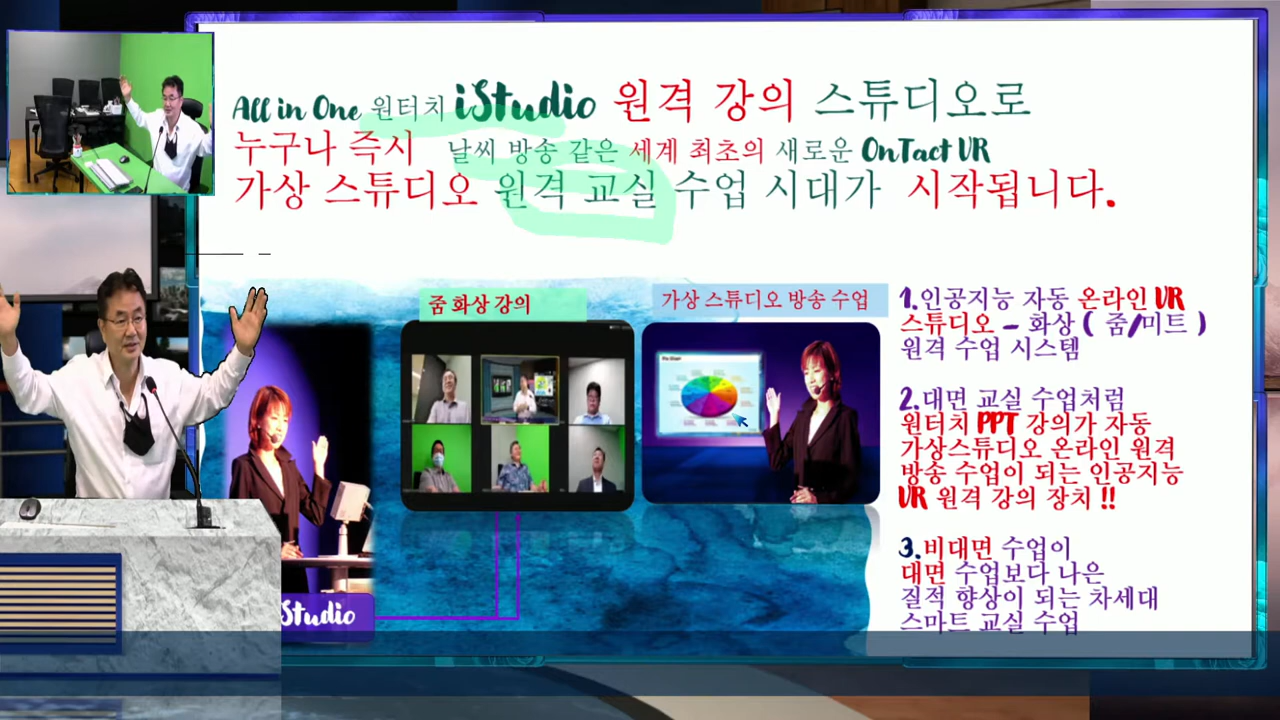 All in One 원터치 iStudio 원격 강의 스튜디오로
누구나 즉시 날씨 방송 같은 세계 최초의 새로운 OnTact VR
가상 스튜디오 원격 교실 수업 시대가 시작됩니다.
줌 화상 강의
가상 스튜디오 방송 수업
1.인공지능 자동 온라인 VR
스튜디오 - 화상 ( 줌/미트 )
원격 수업 시스템
2.대면 교실 수업처럼
원터치 PPT 강의가 자동
가상스튜디오 온라인 원격
방송 수업이 되는 인공지능
VR 원격 강의 장치 !!
3.비대면 수업이
대면 수업보다 나은
질적 향상이 되는 차세대
스마트 교실 수업
Studio